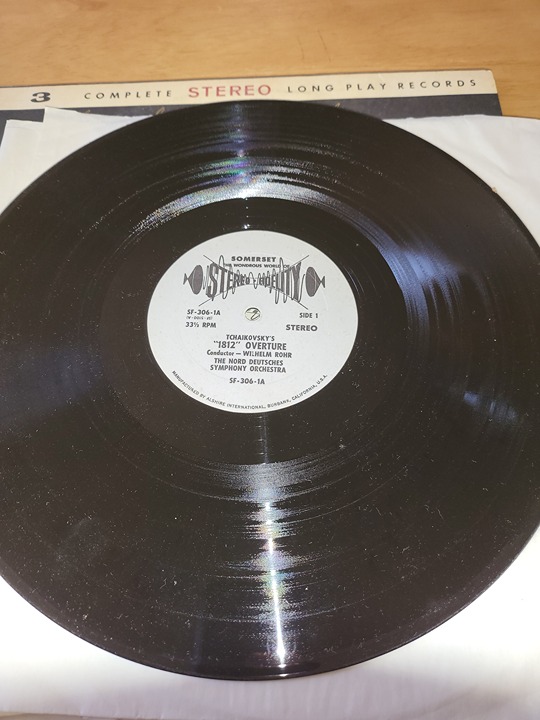 3 COMPLETE STEREO LONG PLAY RECORDS
SOMERSET
THE WONDROUS WORLD OF
STEREO-FIDELITY
SF-306-1A
SIDE 1
33⅓ RPM
STEREO
TCHAIKOVSKY'S
"1812" OVERTURE
Conductor — WILHELM ROHR
THE NORD DEUTSCHES
SYMPHONY ORCHESTRA
SF-306-1A
MANUFACTURED BY ALSHIRE INTERNATIONAL, BURBANK, CALIFORNIA, U.S.A.